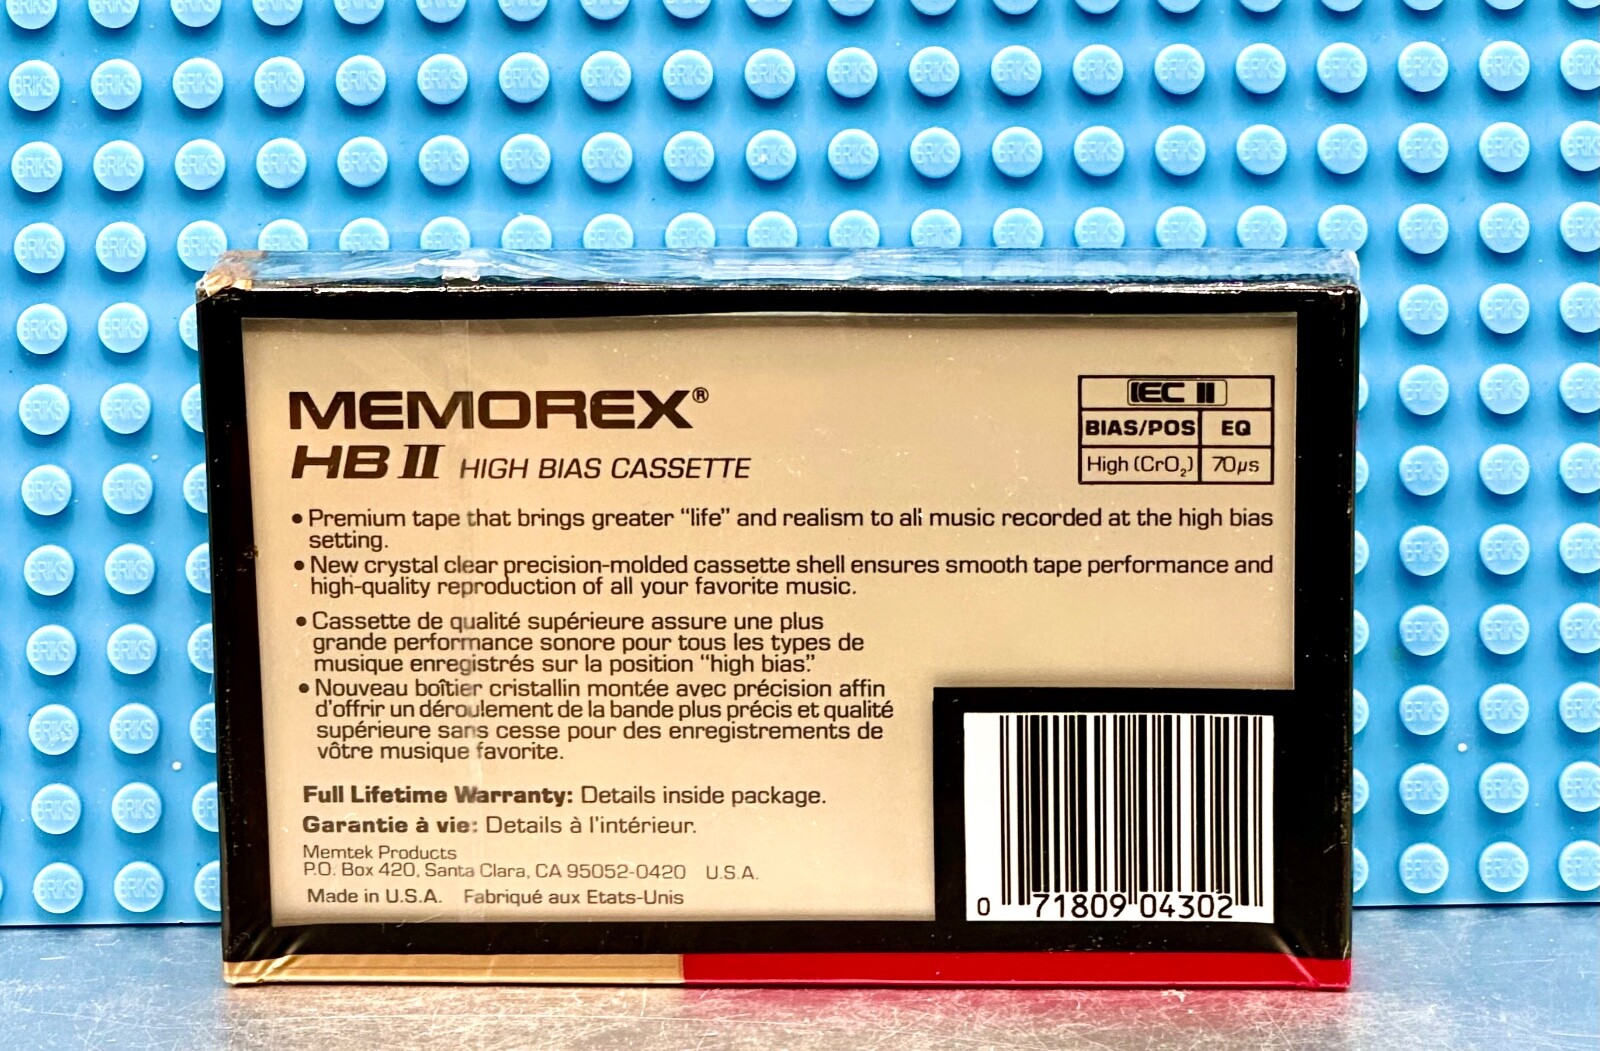 MEMOREX®
HB II HIGH BIAS CASSETTE
IEC II
BIAS/POS EQ
High (CrO₂) 70µs
• Premium tape that brings greater “life” and realism to all music recorded at the high bias
setting.
• New crystal clear precision-molded cassette shell ensures smooth tape performance and
high-quality reproduction of all your favorite music.
• Cassette de qualité supérieure assure une plus
grande performance sonore pour tous les types de
musique enregistrés sur la position “high bias.”
• Nouveau boîtier cristallin montée avec précision affin
d'offrir un déroulement de la bande plus précis et qualité
supérieure sans cesse pour des enregistrements de
vôtre musique favorite.
Full Lifetime Warranty: Details inside package.
Garantie à vie: Details à l'intérieur.
Memtek Products
P.O. Box 420, Santa Clara, CA 95052-0420 U.S.A.
Made in U.S.A. Fabriqué aux Etats-Unis
0 71809 04302
BRIKS